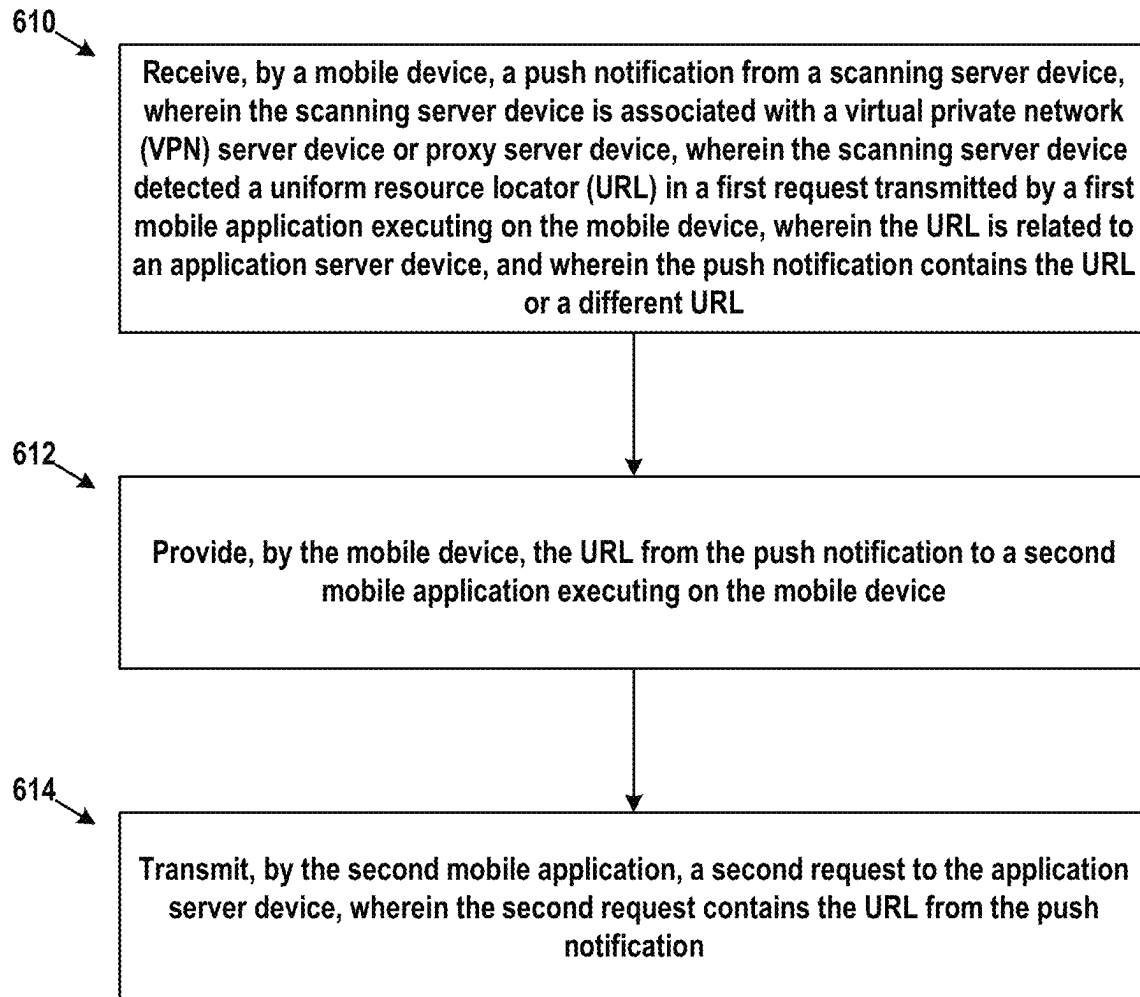 610
Receive, by a mobile device, a push notification from a scanning server device,
wherein the scanning server device is associated with a virtual private network
(VPN) server device or proxy server device, wherein the scanning server device
detected a uniform resource locator (URL) in a first request transmitted by a first
mobile application executing on the mobile device, wherein the URL is related to
an application server device, and wherein the push notification contains the URL
or a different URL
612
Provide, by the mobile device, the URL from the push notification to a second
mobile application executing on the mobile device
614
Transmit, by the second mobile application, a second request to the application
server device, wherein the second request contains the URL from the push
notification